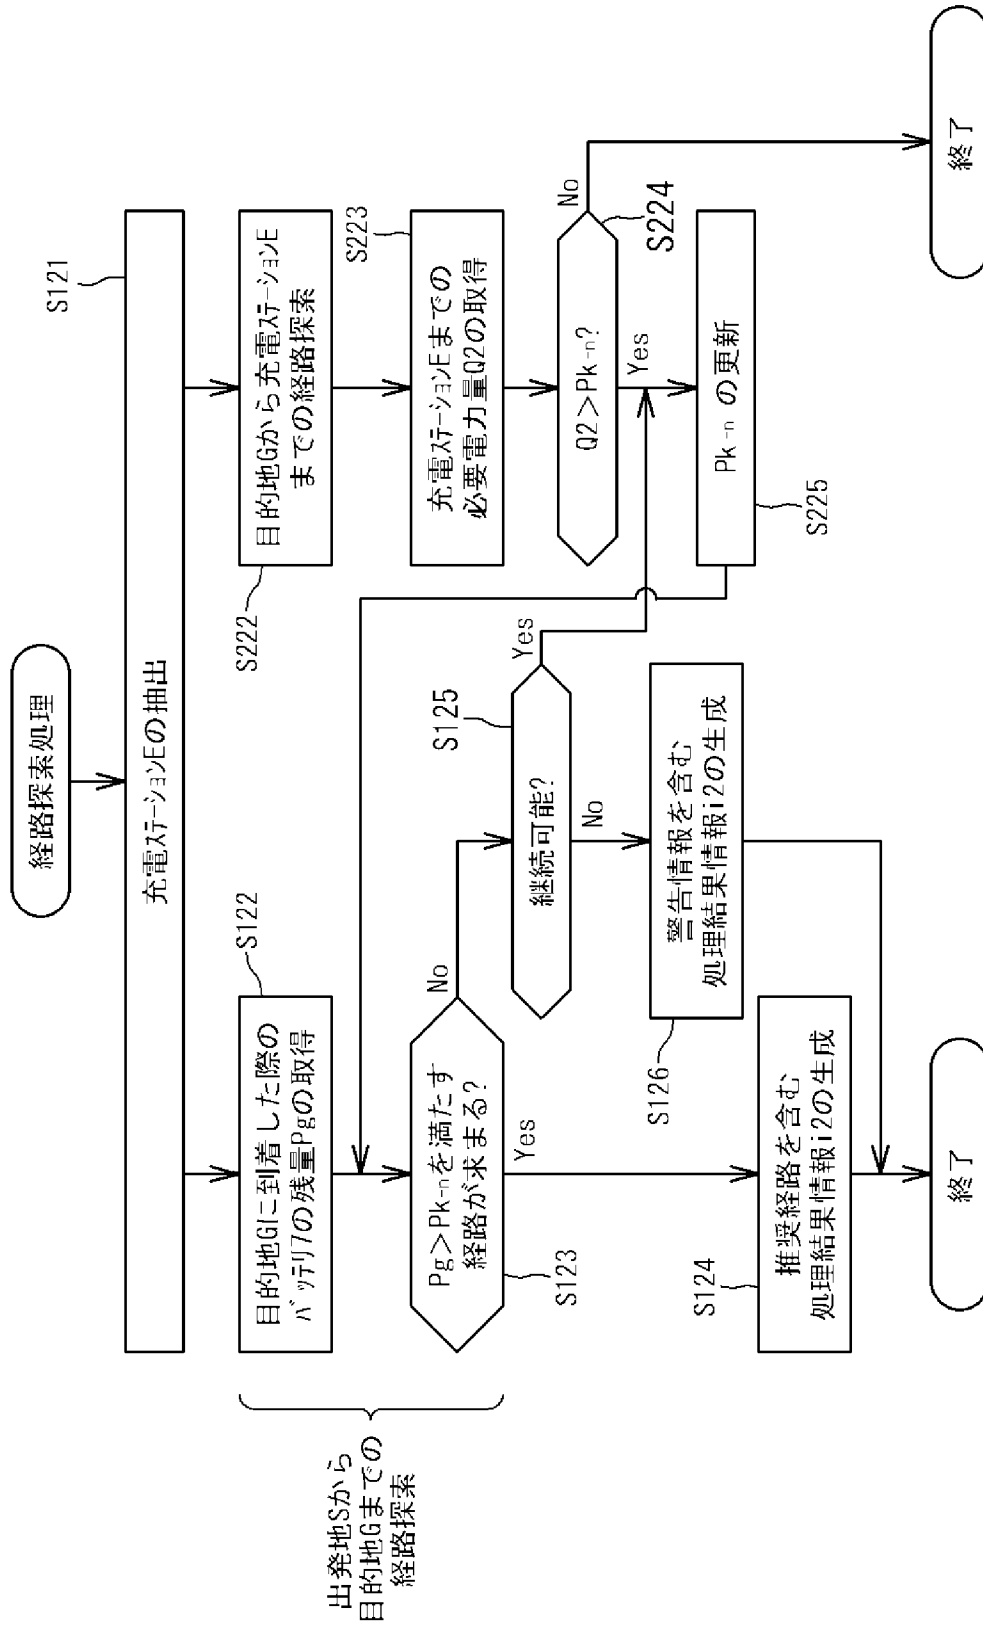 経路探索処理
充電ステーションEの抽出
S121
目的地Gに到着した際の
バッテリ7の残量Pgの取得
S122
出発地Sから
目的地Gまでの
経路探索
Pg>Pk-nを満たす
経路が求まる?
S123
No
Yes
継続可能?
S125
Yes
No
警告情報を含む
処理結果情報i2の生成
S126
推奨経路を含む
処理結果情報i2の生成
S124
終了
目的地Gから充電ステーションE
までの経路探索
S222
充電ステーションEまでの
必要電力量Q2の取得
S223
Q2>Pk-n?
S224
No
Yes
Pk-n の更新
S225
終了